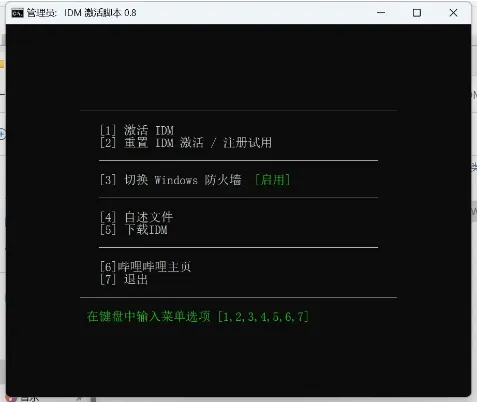 管理员: IDM 激活脚本 0.8
[1] 激活 IDM
[2] 重置 IDM 激活 / 注册试用
[3] 切换 Windows 防火墙 [启用]
[4] 自述文件
[5] 下载IDM
[6]哔哩哔哩主页
[7] 退出
在键盘中输入菜单选项 [1,2,3,4,5,6,7]